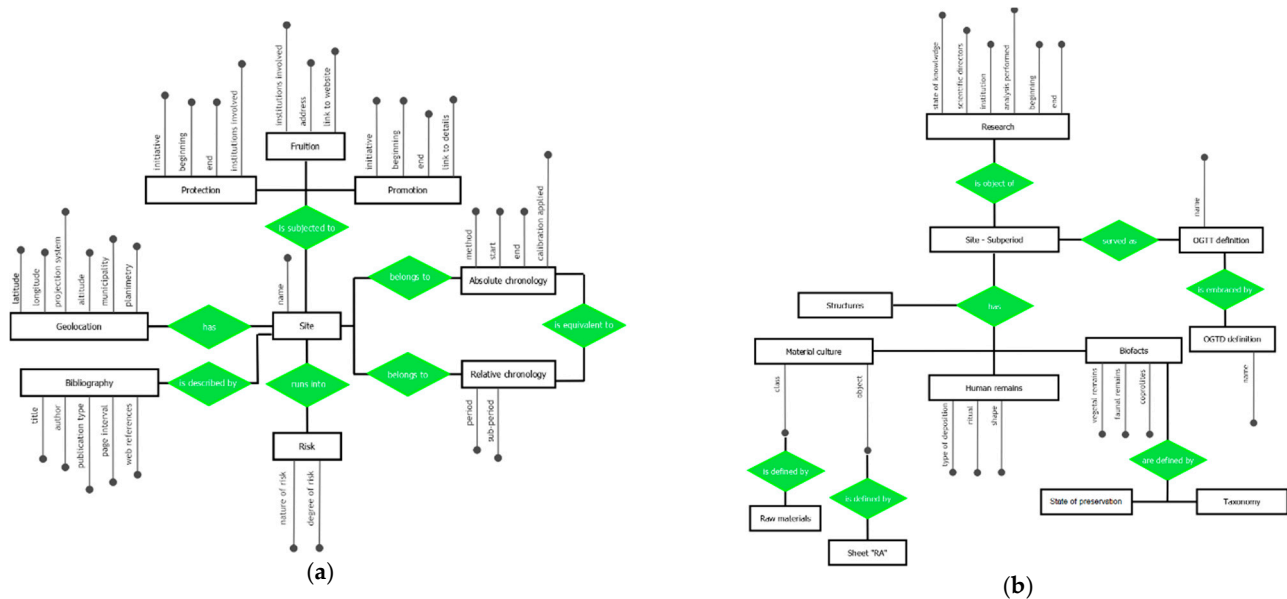 institutions involved
address
link to website
Fruition
initiative
beginning
end
institutions involved
Protection
initiative
beginning
end
link to details
Promotion
is subjected to
latitude
longitude
projection system
altitude
municipality
planimetry
Geolocation
has
name
Site
belongs to
method
start
end
calibration applied
Absolute chronology
is equivalent to
belongs to
Relative chronology
period
sub-period
Bibliography
is described by
title
author
publication type
page interval
web references
runs into
Risk
nature of risk
degree of risk
(a)
state of knowledge
scientific directors
institution
analysis performed
beginning
end
Research
is object of
Site - Subperiod
served as
name
OGTT definition
is embraced by
OGTD definition
name
Structures
has
Material culture
class
object
Human remains
type of deposition
ritual
shape
Biofacts
vegetal remains
faunal remains
coprolites
is defined by
Raw materials
is defined by
Sheet "RA"
are defined by
State of preservation
Taxonomy
(b)